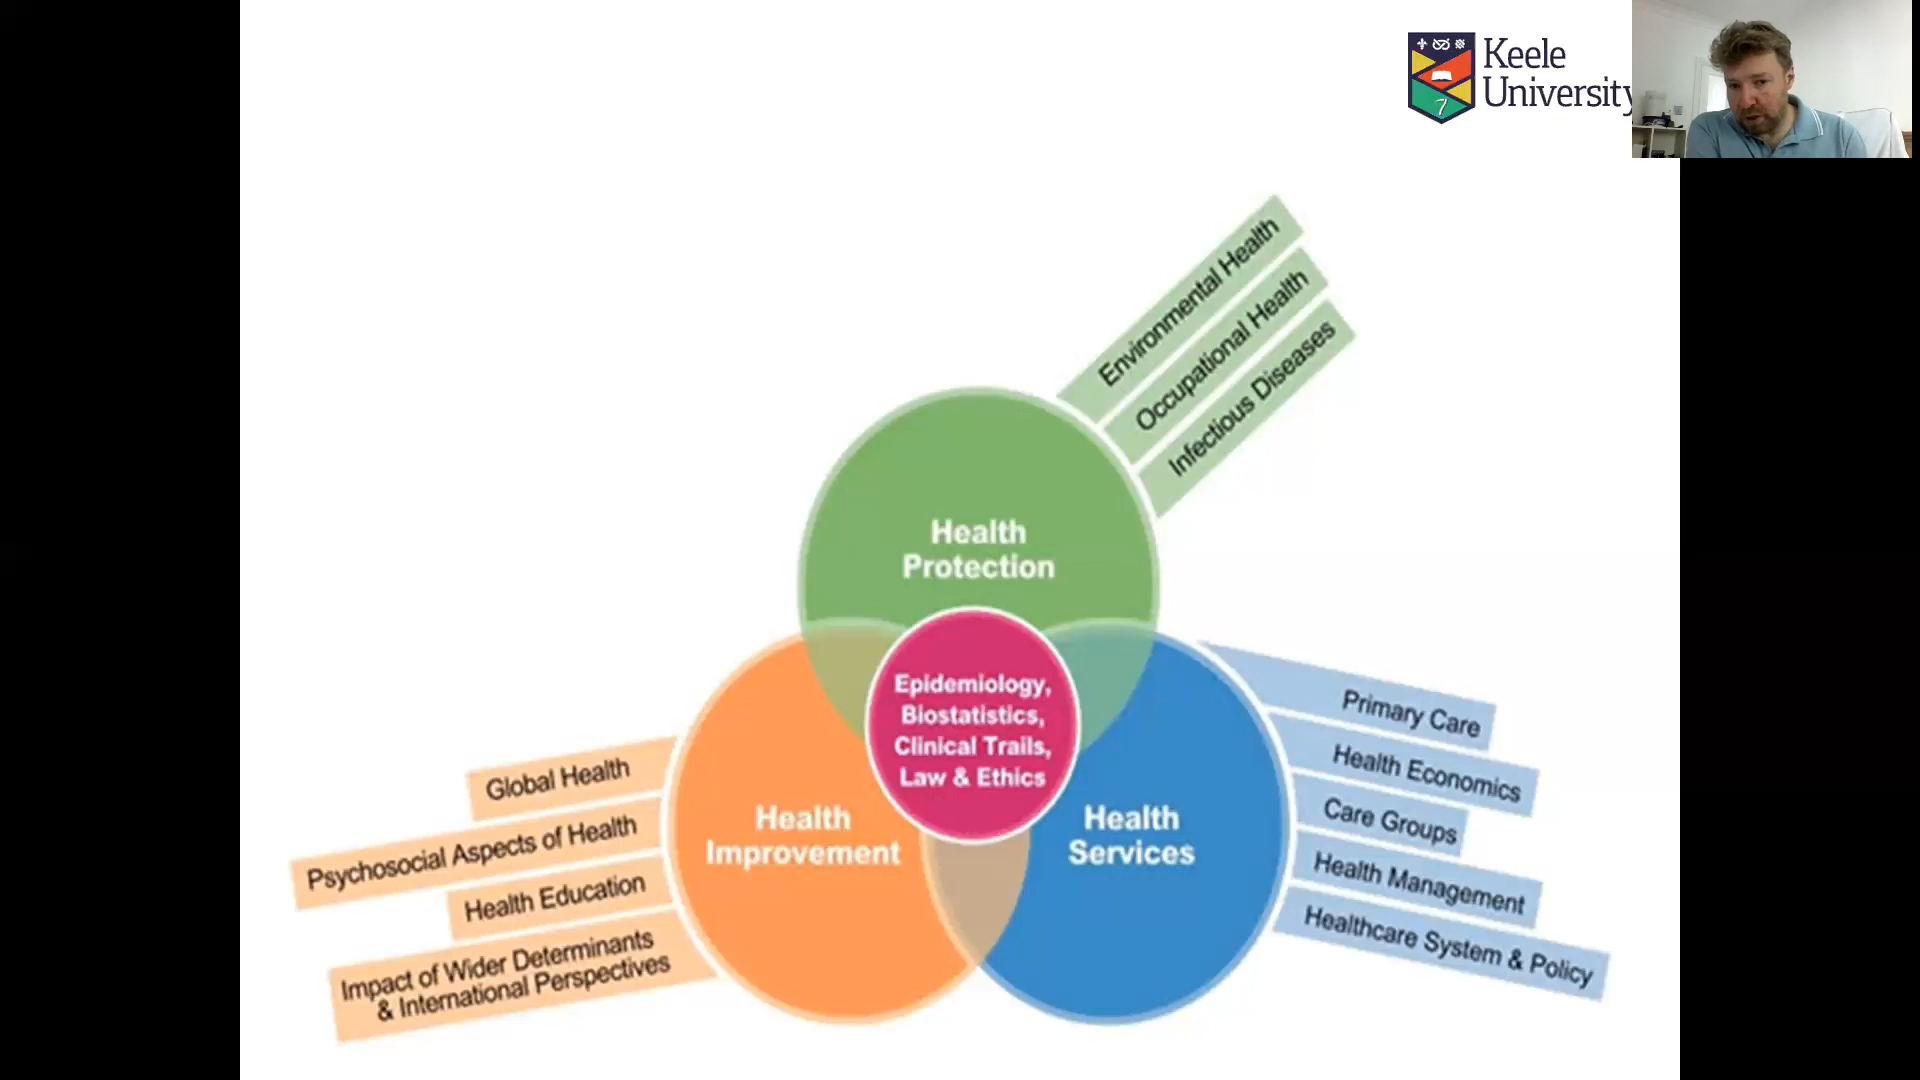 Keele
University
Environmental Health
Occupational Health
Infectious Diseases
Health
Protection
Epidemiology,
Biostatistics,
Clinical Trails,
Law & Ethics
Health
Improvement
Health
Services
Global Health
Psychosocial Aspects of Health
Health Education
Impact of Wider Determinants
& International Perspectives
Primary Care
Health Economics
Care Groups
Health Management
Healthcare System & Policy